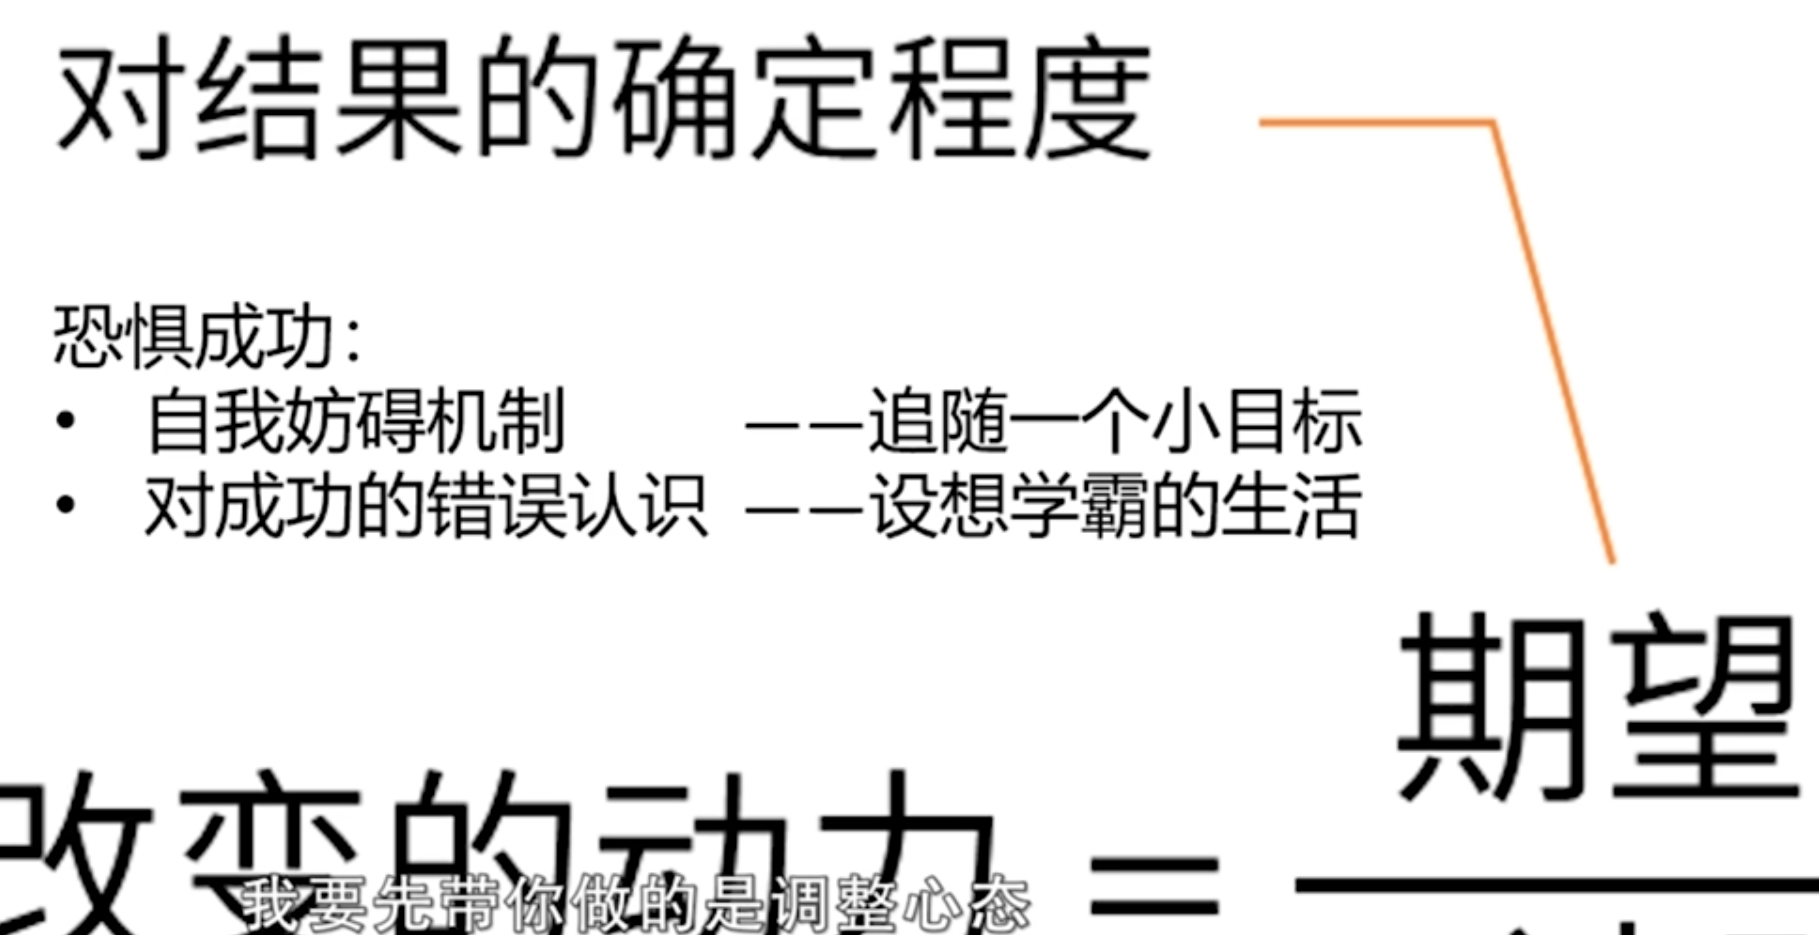 对结果的确定程度
恐惧成功：
• 自我妨碍机制 ——追随一个小目标
• 对成功的错误认识 ——设想学霸的生活
期望
改变的动力 =
我要先带你做的是调整心态